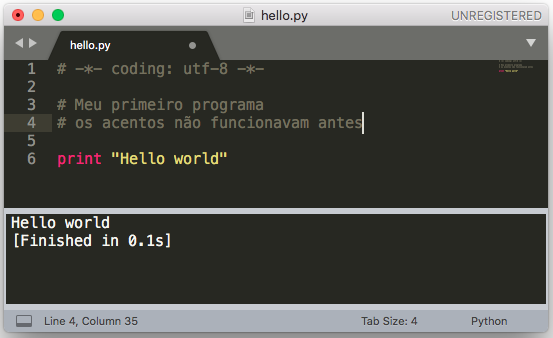 hello.py
UNREGISTERED
hello.py
1 # -*- coding: utf-8 -*-
2
3 # Meu primeiro programa
4 # os acentos não funcionavam antes
5
6 print "Hello world"
Hello world
[Finished in 0.1s]
Line 4, Column 35
Tab Size: 4
Python